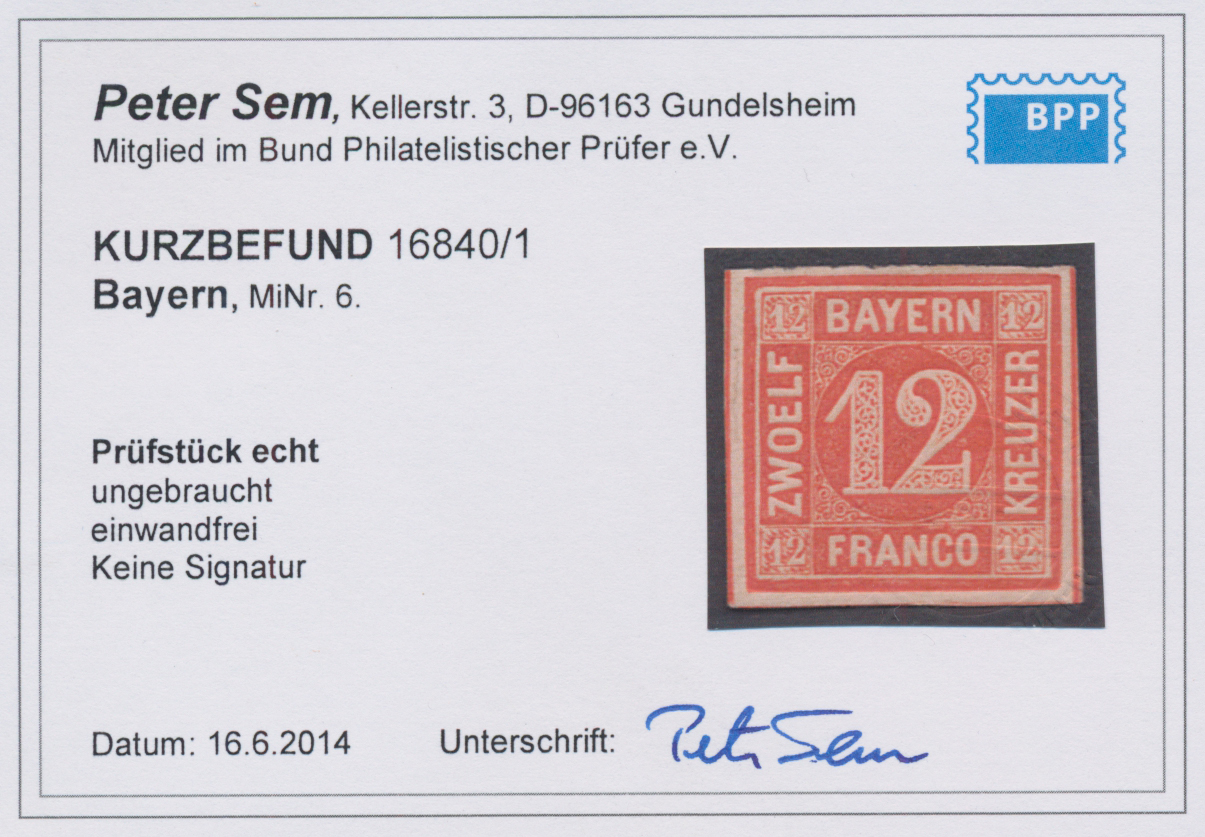 Peter Sem, Kellerstr. 3, D-96163 Gundelsheim
Mitglied im Bund Philatelistischer Prüfer e.V.
BPP
KURZBEFUND 16840/1
Bayern, MiNr. 6.
12 BAYERN 12
ZWOELF
12
KREUZER
12 FRANCO 12
Prüfstück echt
ungebraucht
einwandfrei
Keine Signatur
Datum: 16.6.2014 Unterschrift: Peter Sem